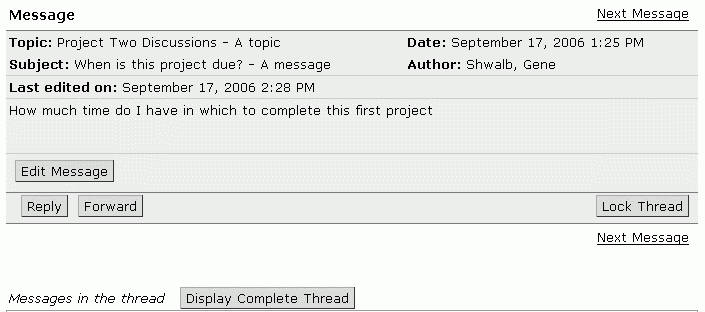 Message Next Message
Topic: Project Two Discussions - A topic Date: September 17, 2006 1:25 PM
Subject: When is this project due? - A message Author: Shwalb, Gene
Last edited on: September 17, 2006 2:28 PM
How much time do I have in which to complete this first project
Edit Message
Reply Forward Lock Thread
Next Message
Messages in the thread Display Complete Thread